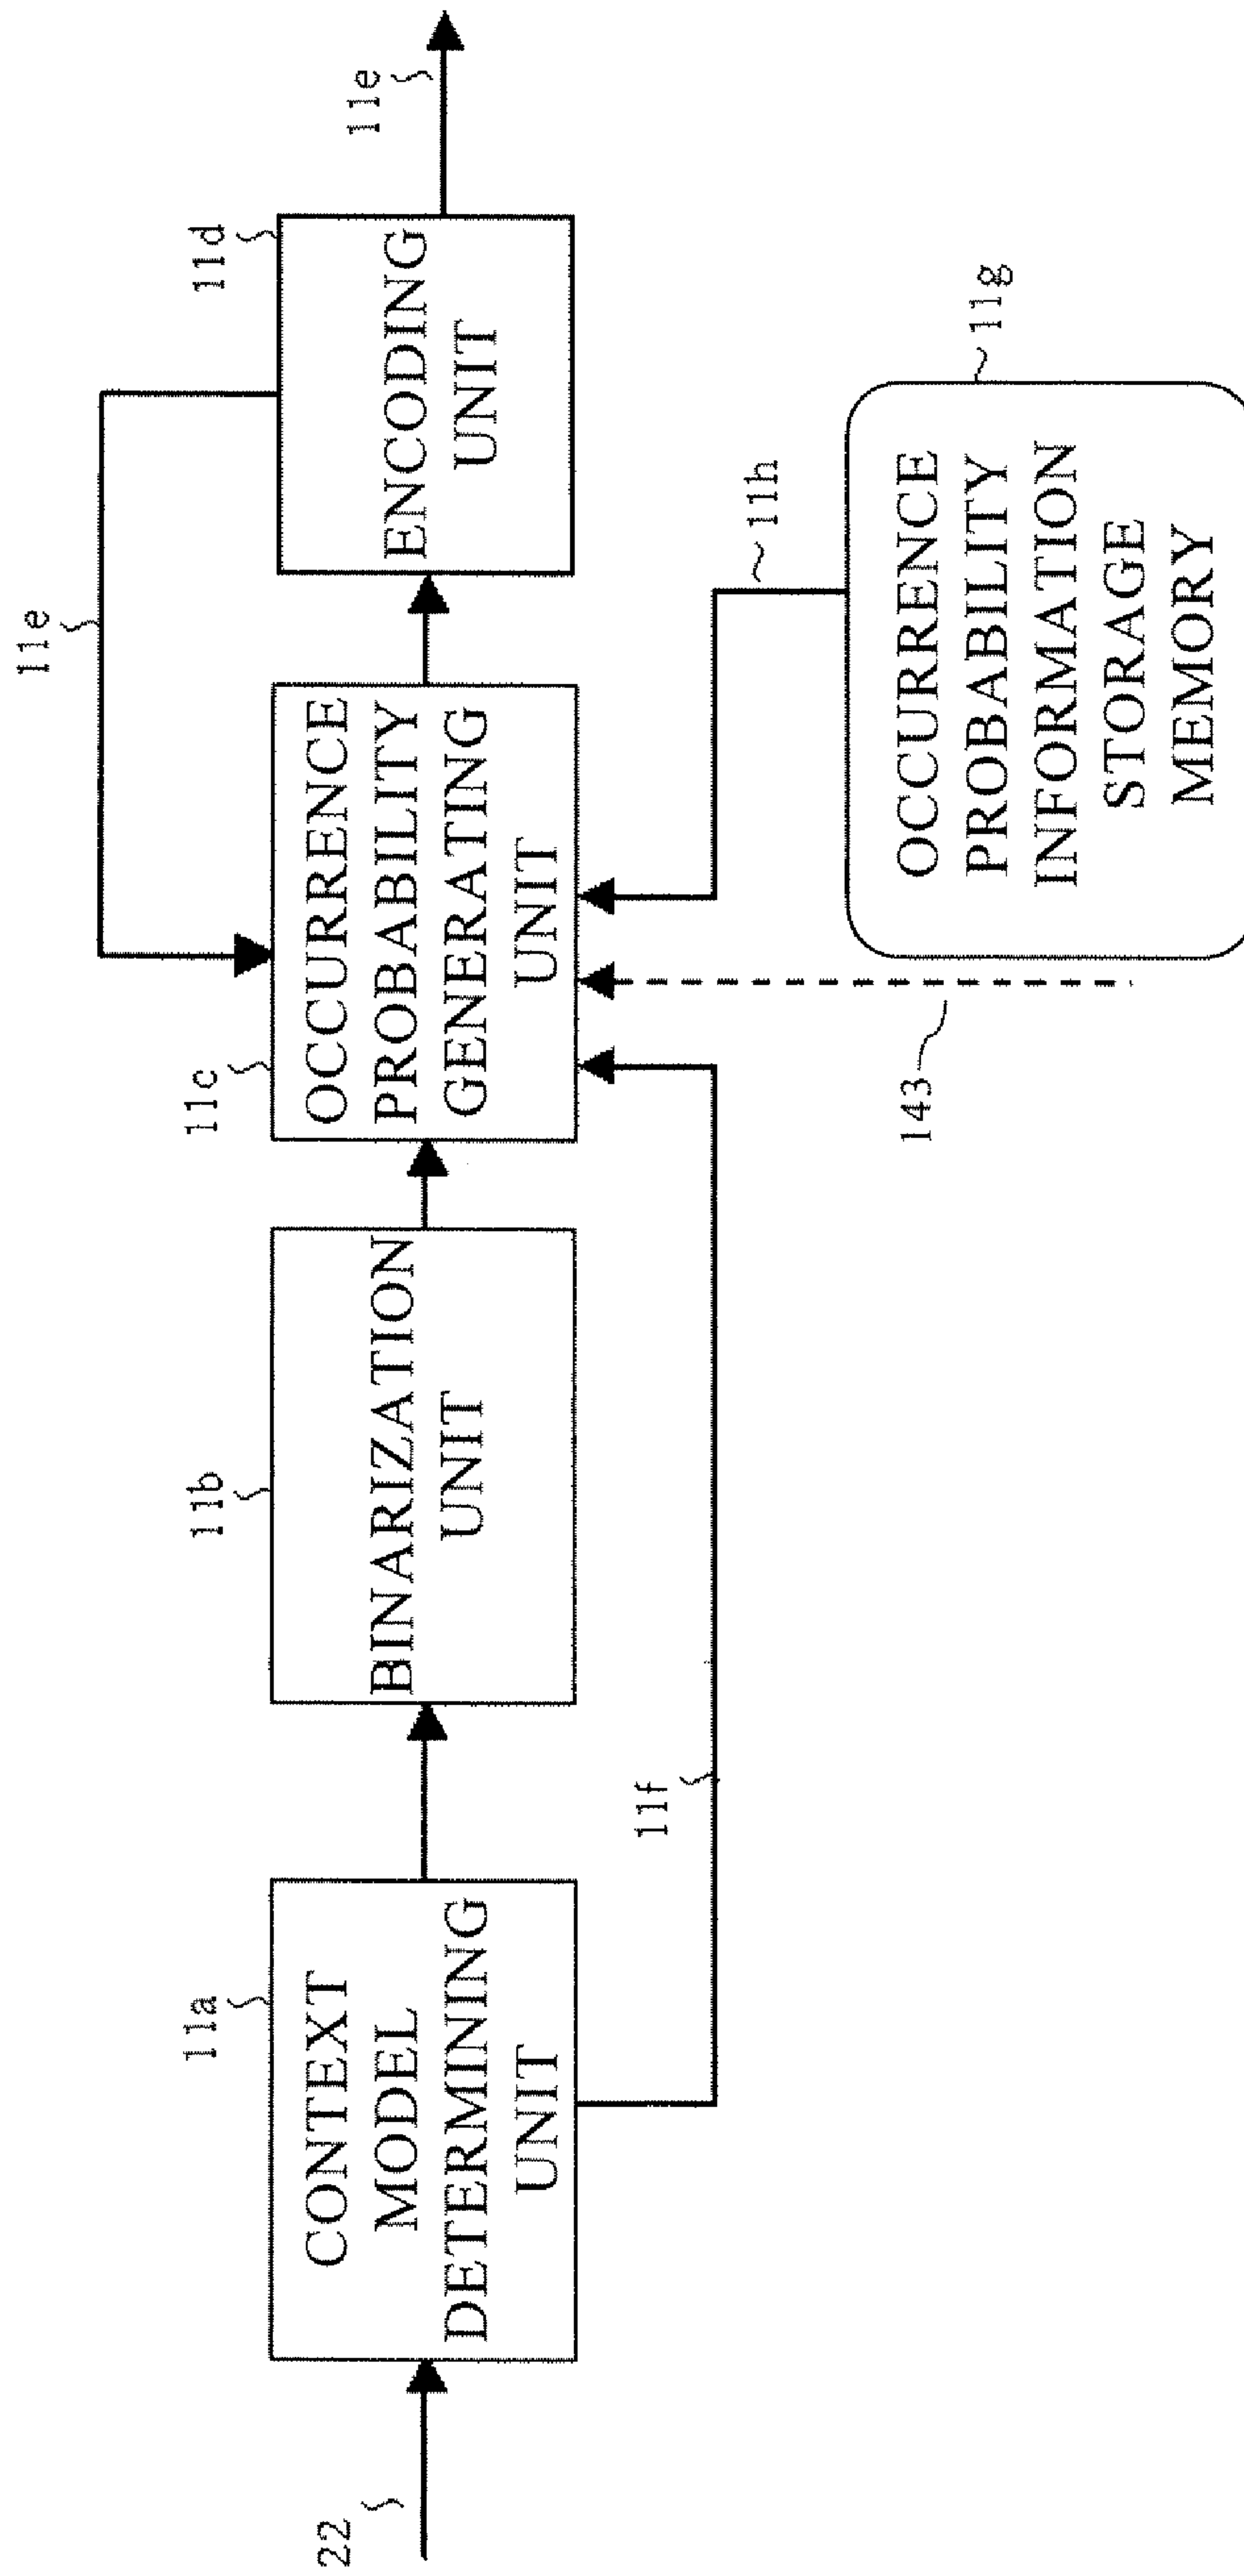 22
11a
CONTEXT
MODEL
DETERMINING
UNIT
11f
11b
BINARIZATION
UNIT
11c
OCCURRENCE
PROBABILITY
GENERATING
UNIT
143
11e
11d
ENCODING
UNIT
11e
11h
11g
OCCURRENCE
PROBABILITY
INFORMATION
STORAGE
MEMORY